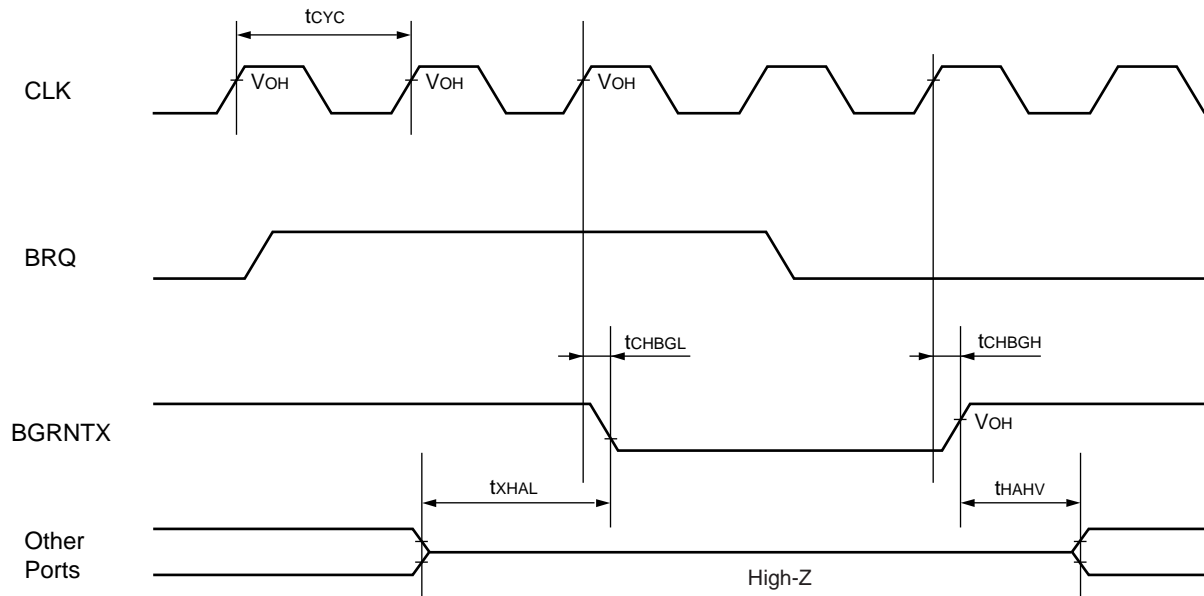 tCYC
CLK
VOH VOH VOH
BRQ
tCHBGL tCHBGH
BGRNTX
VOH
tXHAL tHAHV
Other
Ports
High-Z